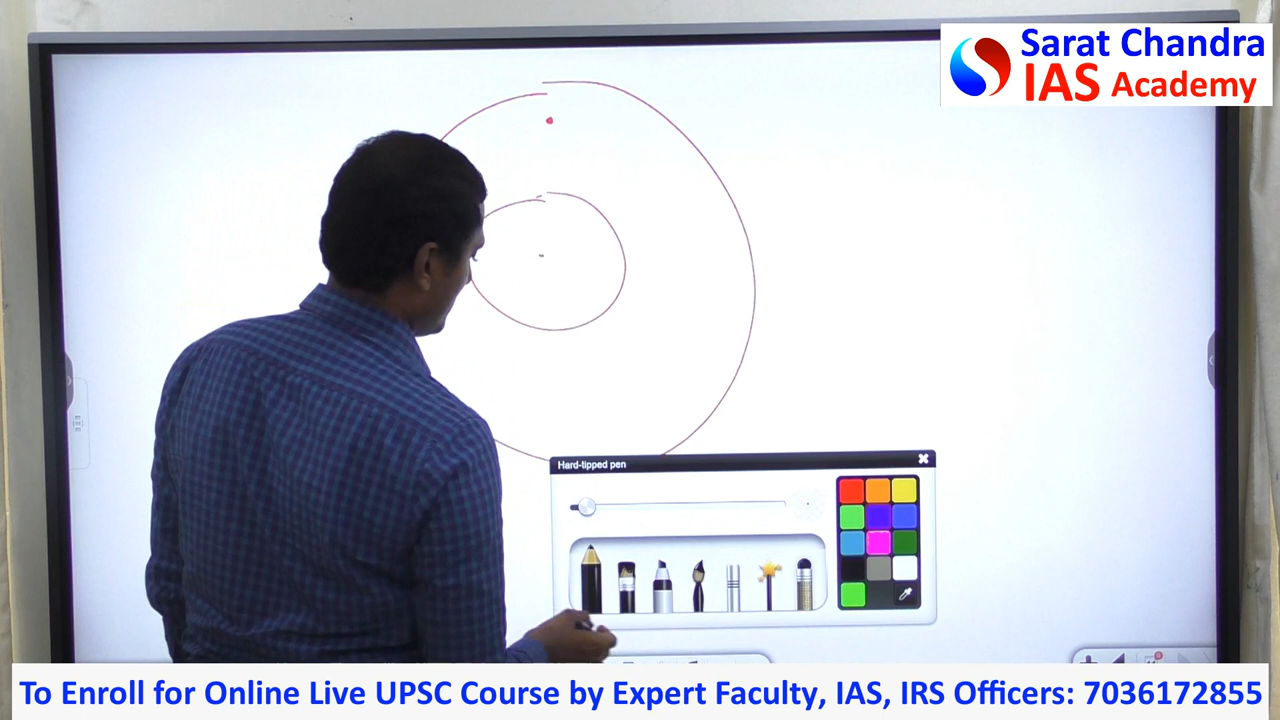 Sarat Chandra
IAS Academy
Hard-tipped pen
To Enroll for Online Live UPSC Course by Expert Faculty, IAS, IRS Officers: 7036172855